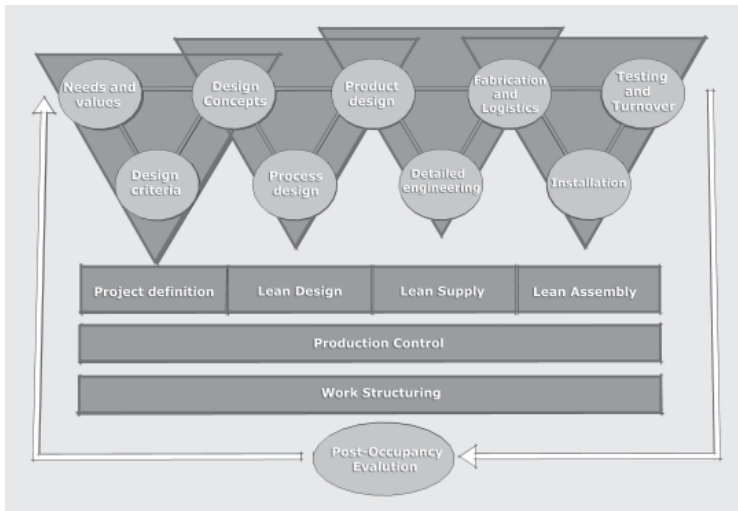 Needs and
values
Design
Concepts
Product
design
Fabrication
and
Logistics
Testing
and
Turnover
Design
criteria
Process
design
Detailed
engineering
Installation
Project definition
Lean Design
Lean Supply
Lean Assembly
Production Control
Work Structuring
Post-Occupancy
Evalution